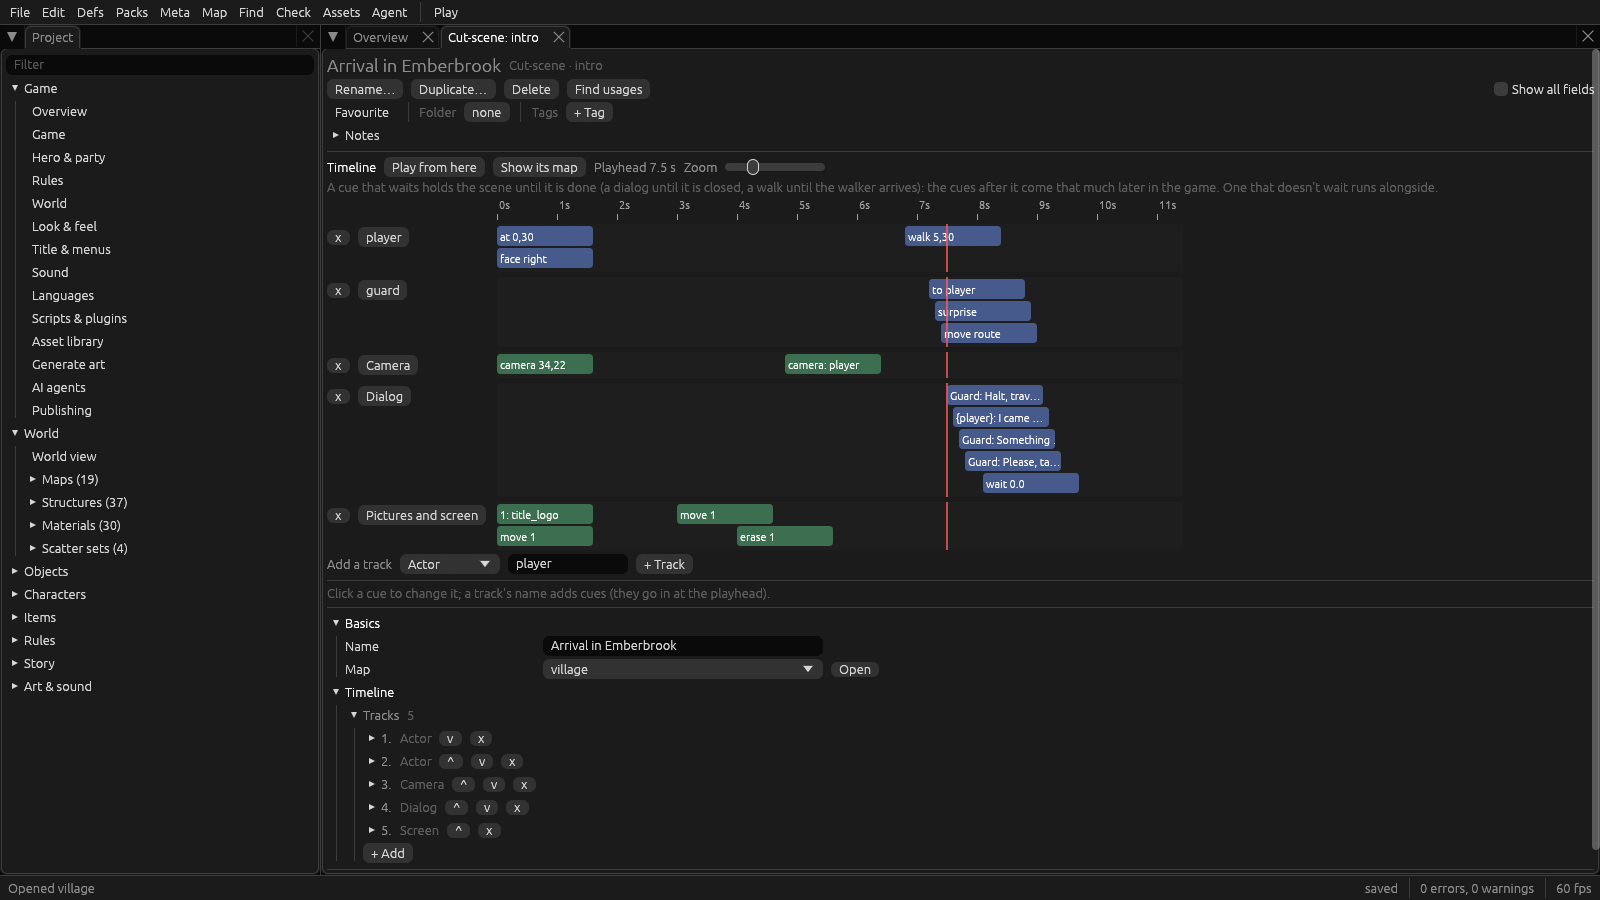 File Edit Defs Packs Meta Map Find Check Assets Agent Play
Project
Overview
Cut-scene: intro
Filter
Game
Overview
Game
Hero & party
Rules
World
Look & feel
Title & menus
Sound
Languages
Scripts & plugins
Asset library
Generate art
AI agents
Publishing
World
World view
Maps (19)
Structures (37)
Materials (30)
Scatter sets (4)
Objects
Characters
Items
Rules
Story
Art & sound
Arrival in Emberbrook Cut-scene · intro
Rename... Duplicate... Delete Find usages Show all fields
Favourite Folder none Tags + Tag
Notes
Timeline Play from here Show its map Playhead 7.5 s Zoom
A cue that waits holds the scene until it is done (a dialog until it is closed, a walk until the walker arrives): the cues after it come that much later in the game. One that doesn't wait runs alongside.
0s 1s 2s 3s 4s 5s 6s 7s 8s 9s 10s 11s
x player at 0,30 walk 5,30
face right
x guard to player
surprise
move route
x Camera camera 34,22 camera: player
x Dialog Guard: Halt, trav...
{player}: I came ...
Guard: Something .
Guard: Please, ta...
wait 0.0
x Pictures and screen 1: title_logo move 1
move 1 erase 1
Add a track Actor player + Track
Click a cue to change it; a track's name adds cues (they go in at the playhead).
Basics
Name Arrival in Emberbrook
Map village Open
Timeline
Tracks 5
1. Actor v x
2. Actor ^ v x
3. Camera ^ v x
4. Dialog ^ v x
5. Screen ^ x
+ Add
Opened village saved 0 errors, 0 warnings 60 fps